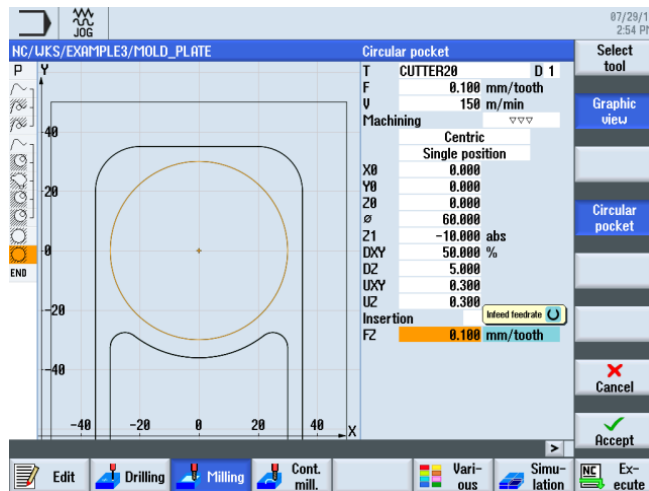 JOG
07/29/1
2:54 PM
NC/WKS/EXAMPLE3/MOLD_PLATE
Circular pocket
Select tool
P
Y
T CUTTER20 D 1
F 0.100 mm/tooth
V 150 m/min
Machining ▽▽▽
Graphic view
Centric
Single position
X0 0.000
Y0 0.000
Z0 0.000
ø 60.000
Z1 -10.000 abs
DXY 50.000 %
DZ 5.000
UXY 0.300
UZ 0.300
Insertion
Infeed feedrate
FZ 0.100 mm/tooth
Circular pocket
40
20
0
-20
-40
END
-40 -20 0 20 40 X
Cancel
Accept
>
Edit
Drilling
Milling
Cont. mill.
Vari-
ous
Simu-
lation
NC
Ex-
ecute